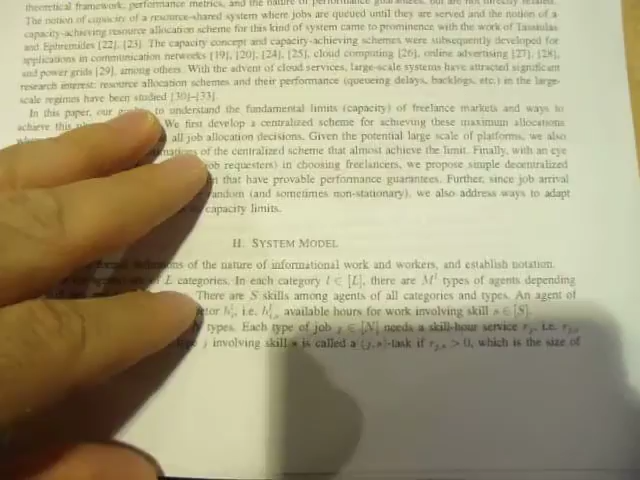 theoretical framework, performance metrics, and the nature of performance guarantees, but are not directly related.
The notion of capacity of a resource-shared system where jobs are queued until they are served and the notion of a
capacity-achieving resource allocation scheme for this kind of system came to prominence with the work of Tassiulas
and Ephremides [22], [23]. The capacity concept and capacity-achieving schemes were subsequently developed for
applications in communication networks [19], [20], [24], [25], cloud computing [26], online advertising [27], [28],
and power grids [29], among others. With the advent of cloud services, large-scale systems have attracted significant
research interest: resource allocation schemes and their performance (queueing delays, backlogs, etc.) in the large-
scale regimes have been studied [30]–[33].
In this paper, our to understand the fundamental limits (capacity) of freelance markets and ways to
achieve this We first develop a centralized scheme for achieving these maximum allocations
all job allocation decisions. Given the potential large scale of platforms, we also
of the centralized scheme that almost achieve the limit. Finally, with an eye
job requesters) in choosing freelancers, we propose simple decentralized
that have provable performance guarantees. Further, since job arrival
random (and sometimes non-stationary), we also address ways to adapt
capacity limits.
II. SYSTEM MODEL
of the nature of informational work and workers, and establish notation.
of L categories. In each category l ∈ [L], there are M^l types of agents depending
There are S skills among agents of all categories and types. An agent of
i.e. available hours for work involving skill s ∈ [S].
types. Each type of job j ∈ [N] needs a skill-hour service r_j, i.e. r_{j,s}
j involving skill s is called a (j, s)-task if r_{j,s} > 0, which is the size of